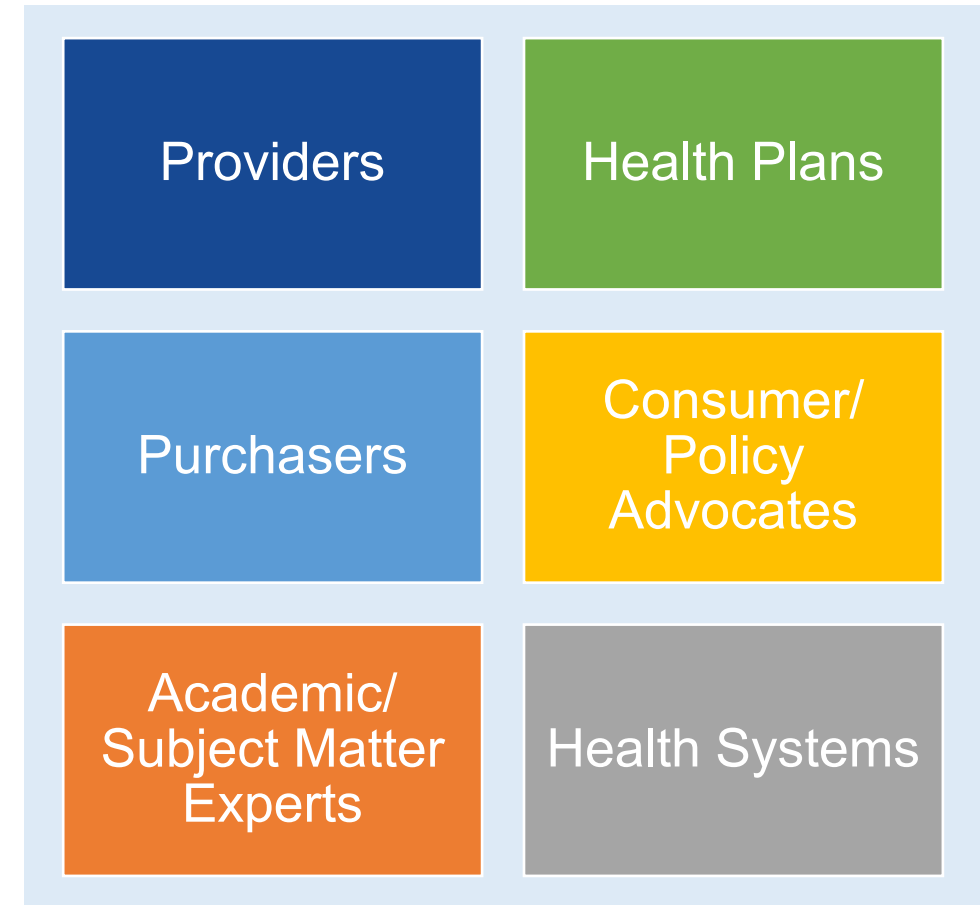 Providers
Health Plans
Purchasers
Consumer/
Policy
Advocates
Academic/
Subject Matter
Experts
Health Systems